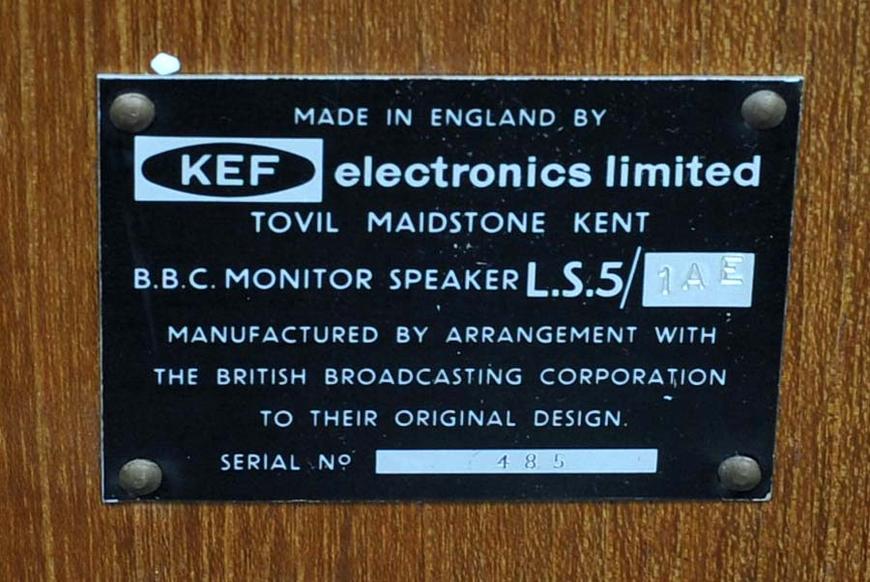 MADE IN ENGLAND BY
KEF electronics limited
TOVIL MAIDSTONE KENT
B.B.C. MONITOR SPEAKER L.S.5/1AE
MANUFACTURED BY ARRANGEMENT WITH
THE BRITISH BROADCASTING CORPORATION
TO THEIR ORIGINAL DESIGN.
SERIAL Nº 485